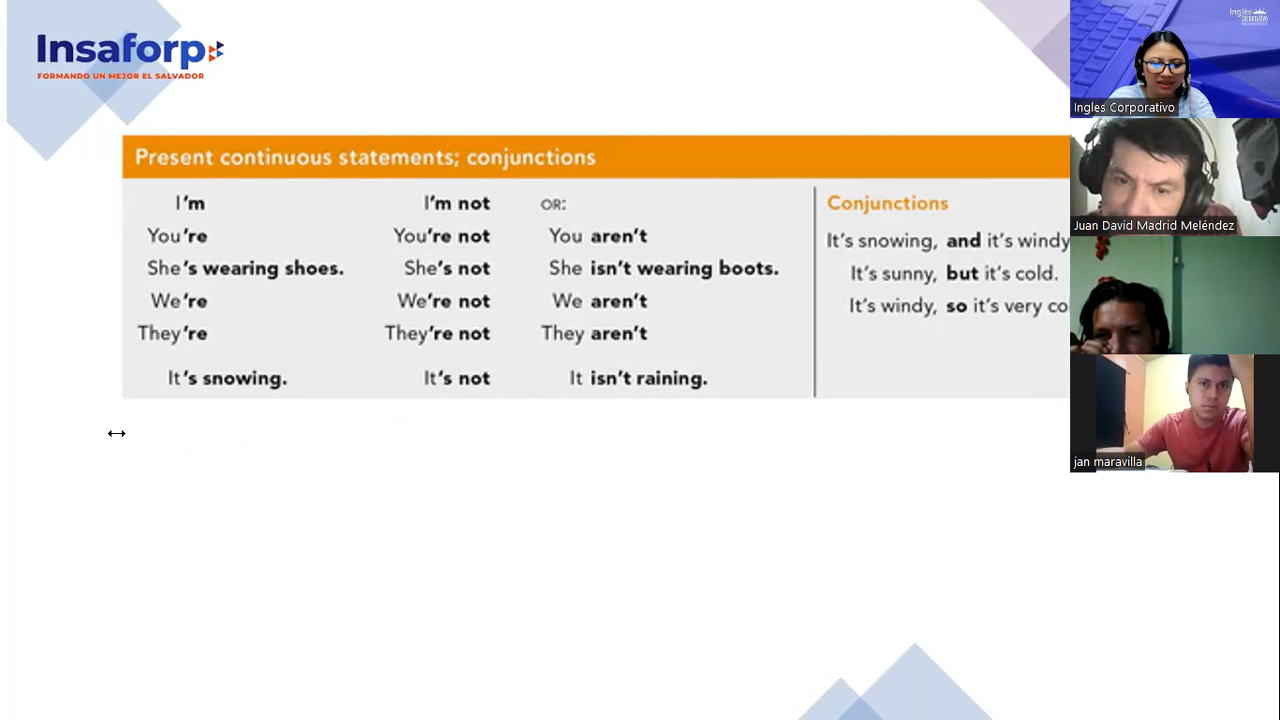 Insaforp
FORMANDO UN MEJOR EL SALVADOR
Present continuous statements; conjunctions
I'm I'm not OR:
You're You're not You aren't
She's wearing shoes. She's not She isn't wearing boots.
We're We're not We aren't
They're They're not They aren't
It's snowing. It's not It isn't raining.
Conjunctions
It's snowing, and it's windy
It's sunny, but it's cold.
It's windy, so it's very co
Ingles Corporativo
Juan David Madrid Meléndez
jan maravilla